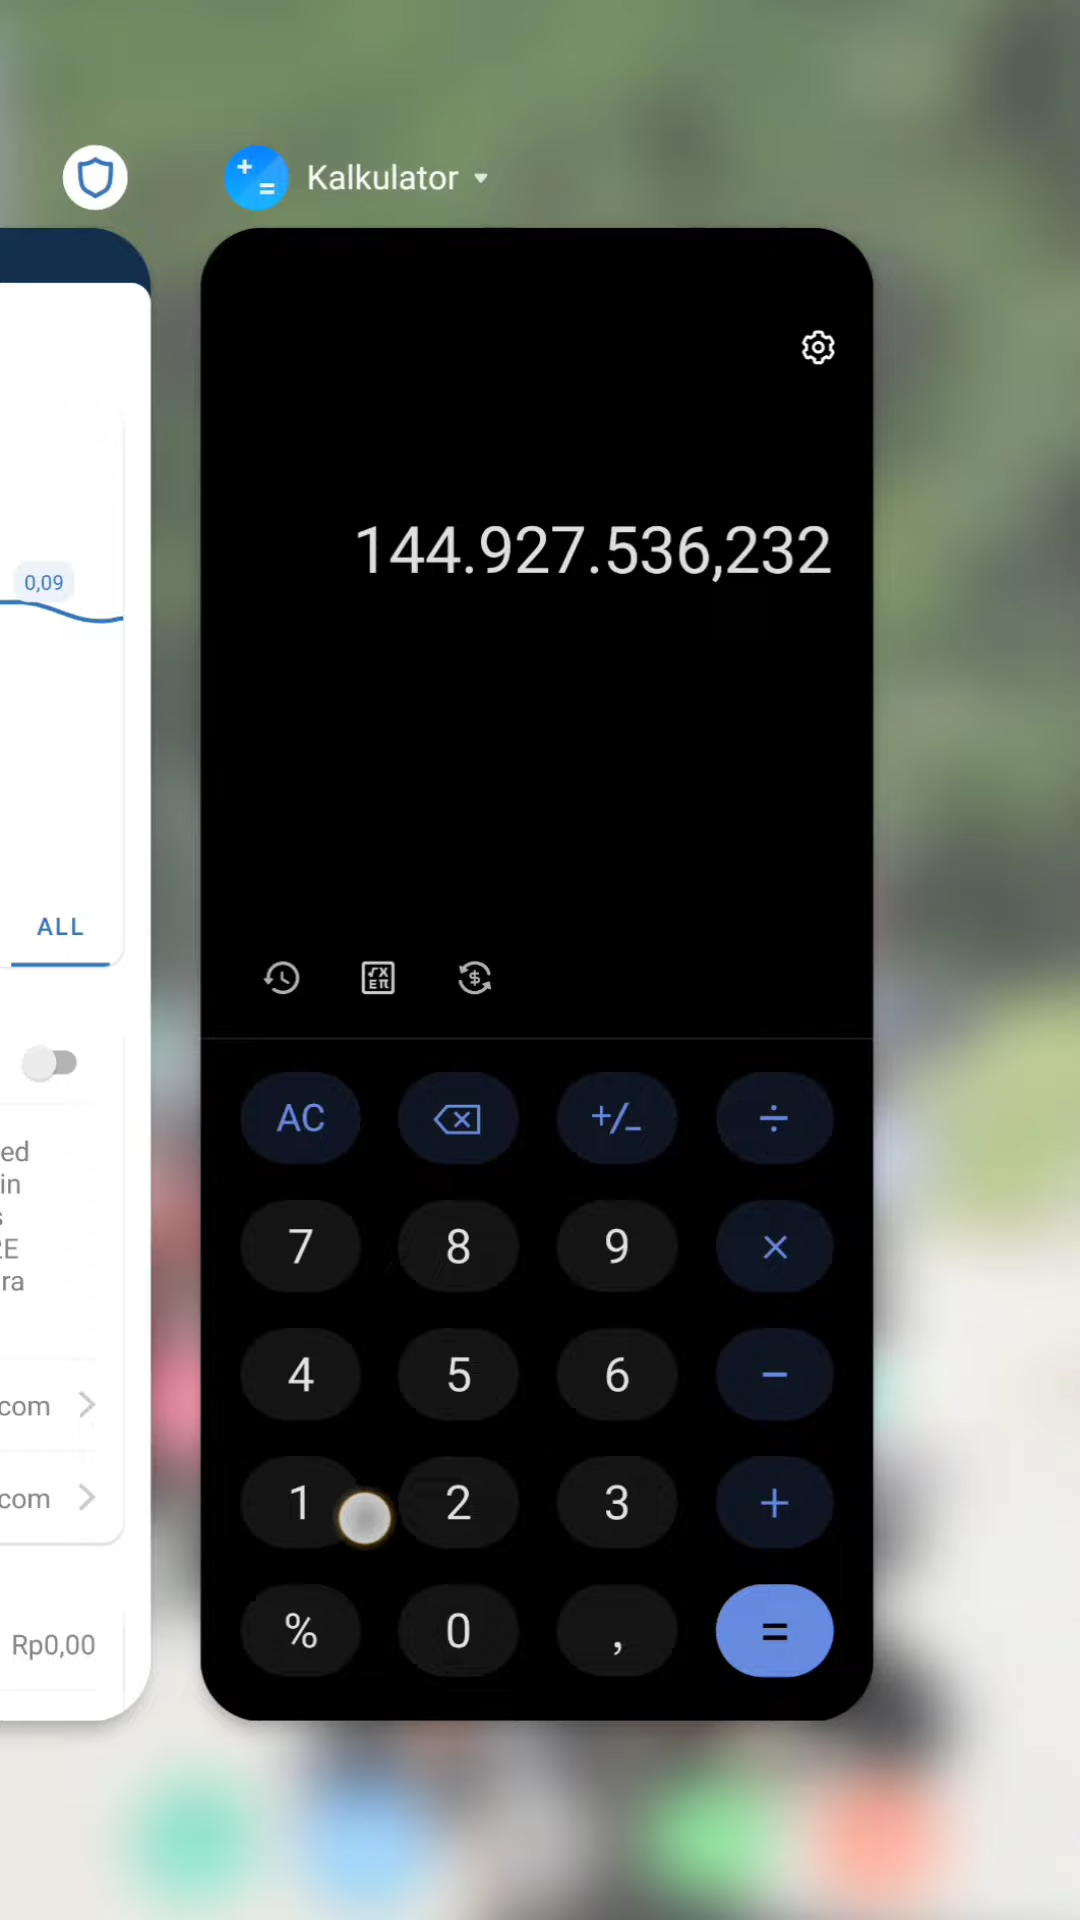 Kalkulator
144.927.536,232
0,09
ALL
AC
+/−
÷
7
8
9
×
4
5
6
−
1
2
3
+
%
0
,
=
ed
in
ra
com
com
Rp0,00